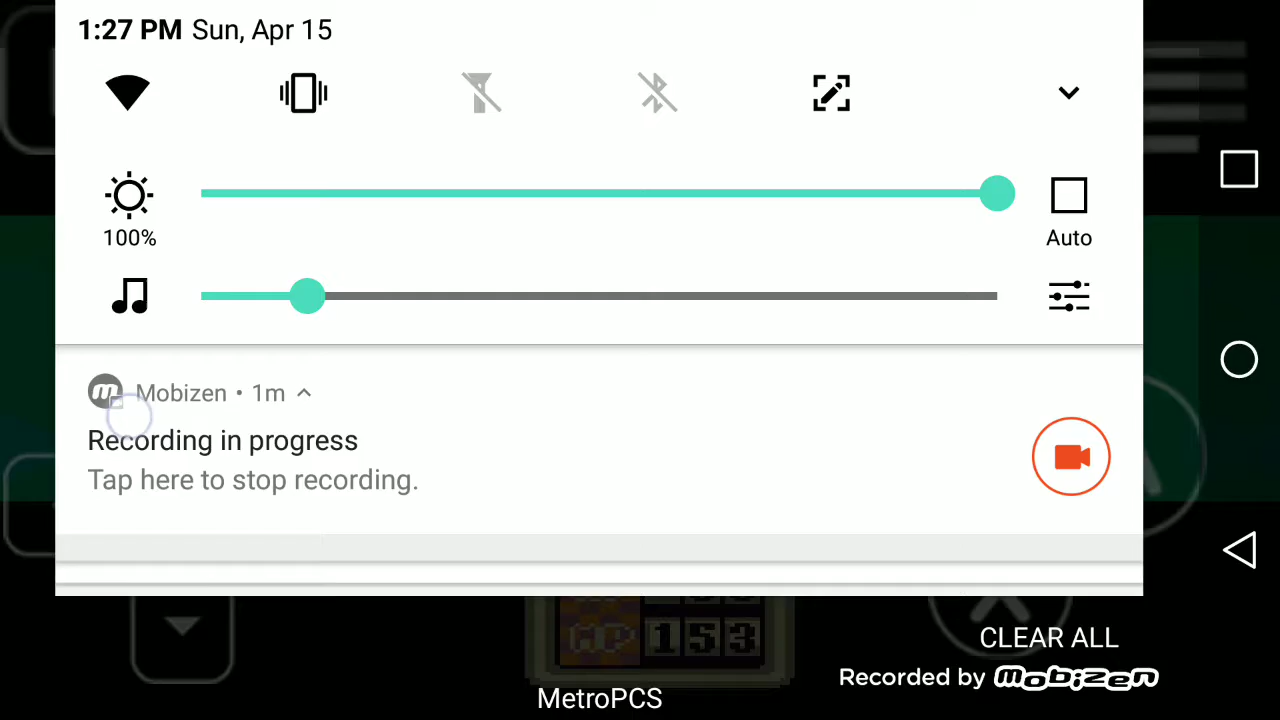 1:27 PM Sun, Apr 15
100%
Auto
Mobizen • 1m
Recording in progress
Tap here to stop recording.
153
CLEAR ALL
Recorded by mobizen
MetroPCS